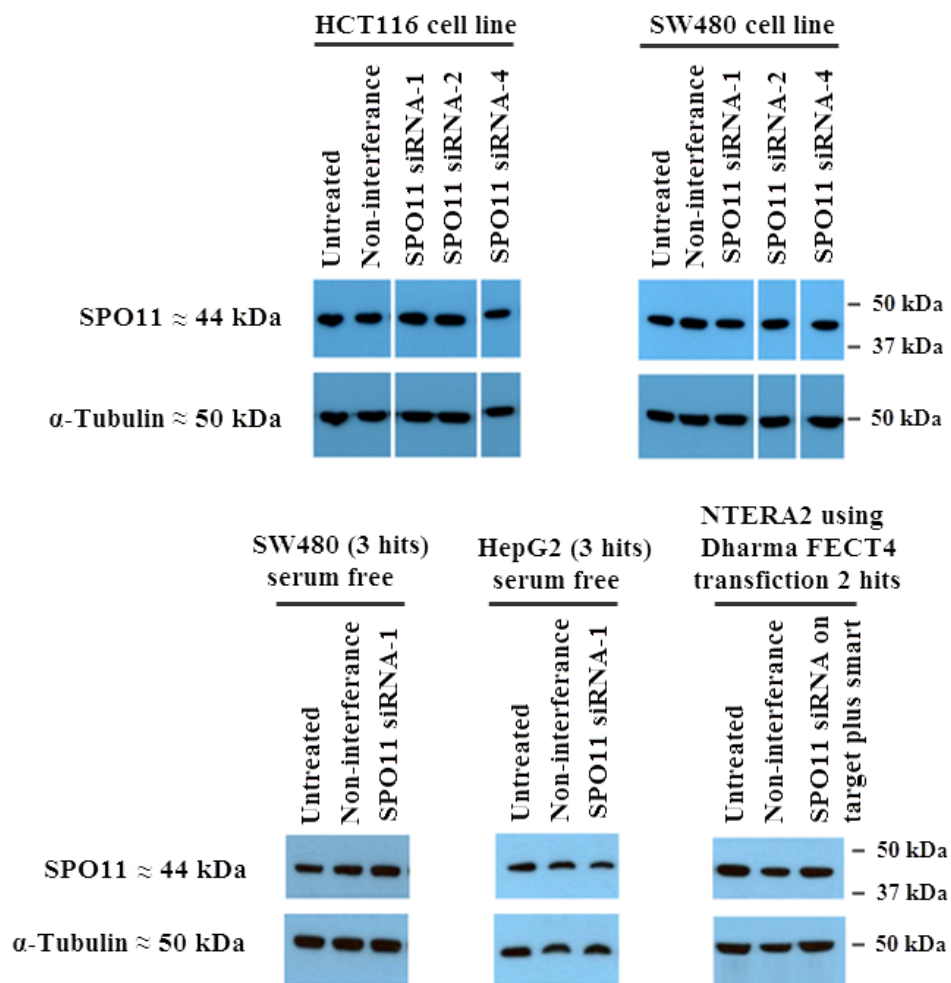 HCT116 cell line
SW480 cell line
Untreated
Non-interferance
SPO11 siRNA-1
SPO11 siRNA-2
SPO11 siRNA-4
Untreated
Non-interferance
SPO11 siRNA-1
SPO11 siRNA-2
SPO11 siRNA-4
SPO11 ≈ 44 kDa
50 kDa
37 kDa
α-Tubulin ≈ 50 kDa
50 kDa
SW480 (3 hits)
serum free
HepG2 (3 hits)
serum free
NTERA2 using
Dharma FECT4
transfiction 2 hits
Untreated
Non-interferance
SPO11 siRNA-1
Untreated
Non-interferance
SPO11 siRNA-1
Untreated
Non-interferance
SPO11 siRNA on
target plus smart
SPO11 ≈ 44 kDa
50 kDa
37 kDa
α-Tubulin ≈ 50 kDa
50 kDa